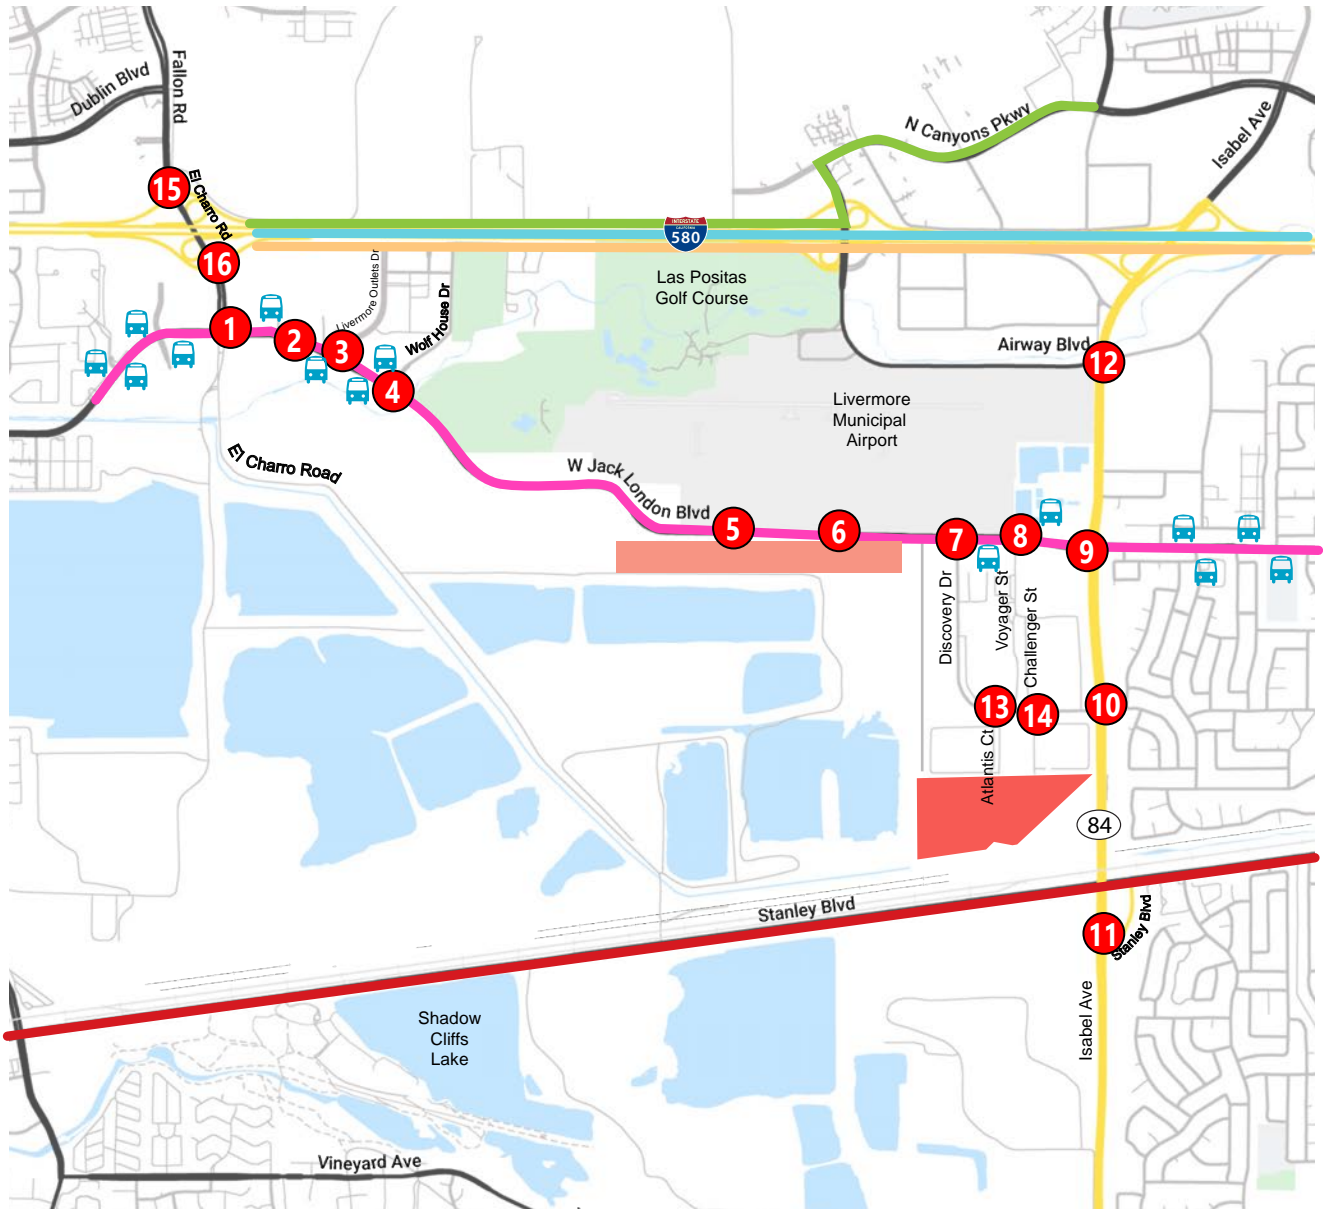 Dublin Blvd
Fallon Rd
N Canyons Pkwy
Isabel Ave
15
El Charro Rd
INTERSTATE
CALIFORNIA
580
16
Las Positas
Golf Course
Livermore Outlets Dr
Wolf House Dr
1
2
3
4
Airway Blvd
12
Livermore
Municipal
Airport
El Charro Road
W Jack London Blvd
5
6
7
8
9
Discovery Dr
Voyager St
Challenger St
13
14
10
Atlantis Ct
84
Stanley Blvd
11
Stanley Blvd
Isabel Ave
Shadow
Cliffs
Lake
Vineyard Ave